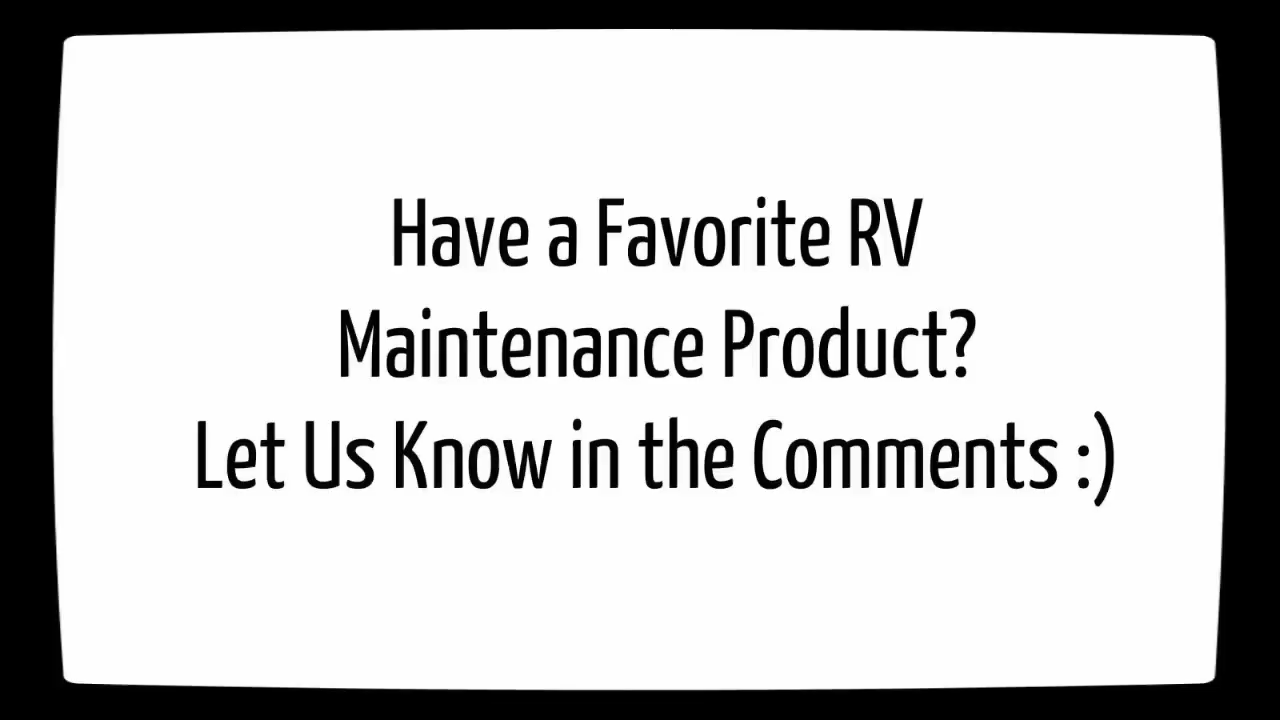 Have a Favorite RV
Maintenance Product?
Let Us Know in the Comments :)